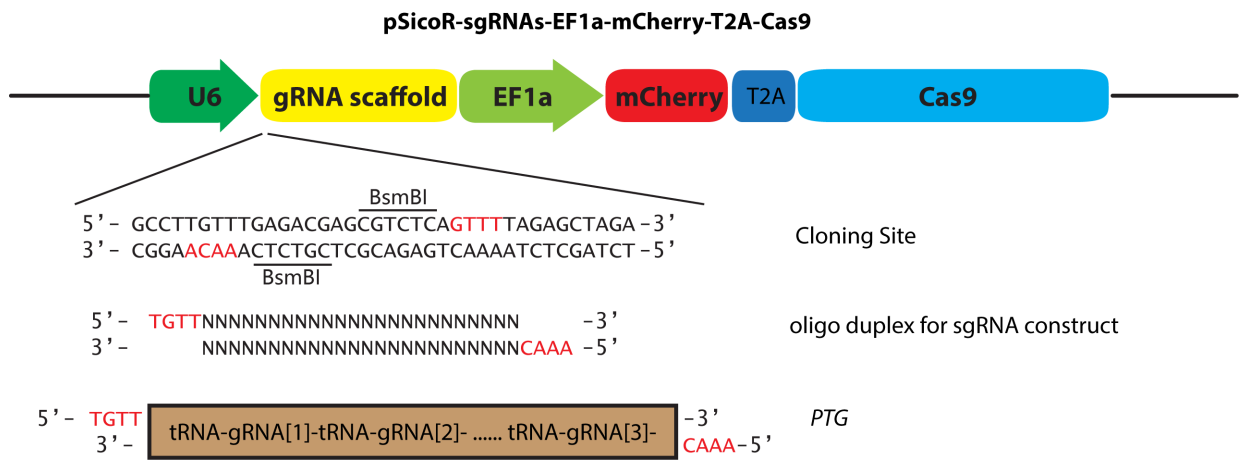 pSicoR-sgRNAs-EF1a-mCherry-T2A-Cas9
U6 gRNA scaffold EF1a mCherry T2A Cas9
BsmBI
5’- GCCTTGTTTGAGACGAGCGTCTCAGTTTTAGAGCTAGA -3’
3’- CGGAACAAACTCTGCTCGCAGAGTCAAAATCTCGATCT -5’
Cloning Site
BsmBI
5’- TGTTNNNNNNNNNNNNNNNNNNNNNNNN -3’
3’- NNNNNNNNNNNNNNNNNNNNNNNNCAAA -5’
oligo duplex for sgRNA construct
5’- TGTT -3’
tRNA-gRNA[1]-tRNA-gRNA[2]- ...... tRNA-gRNA[3]-
3’- CAAA-5’
PTG